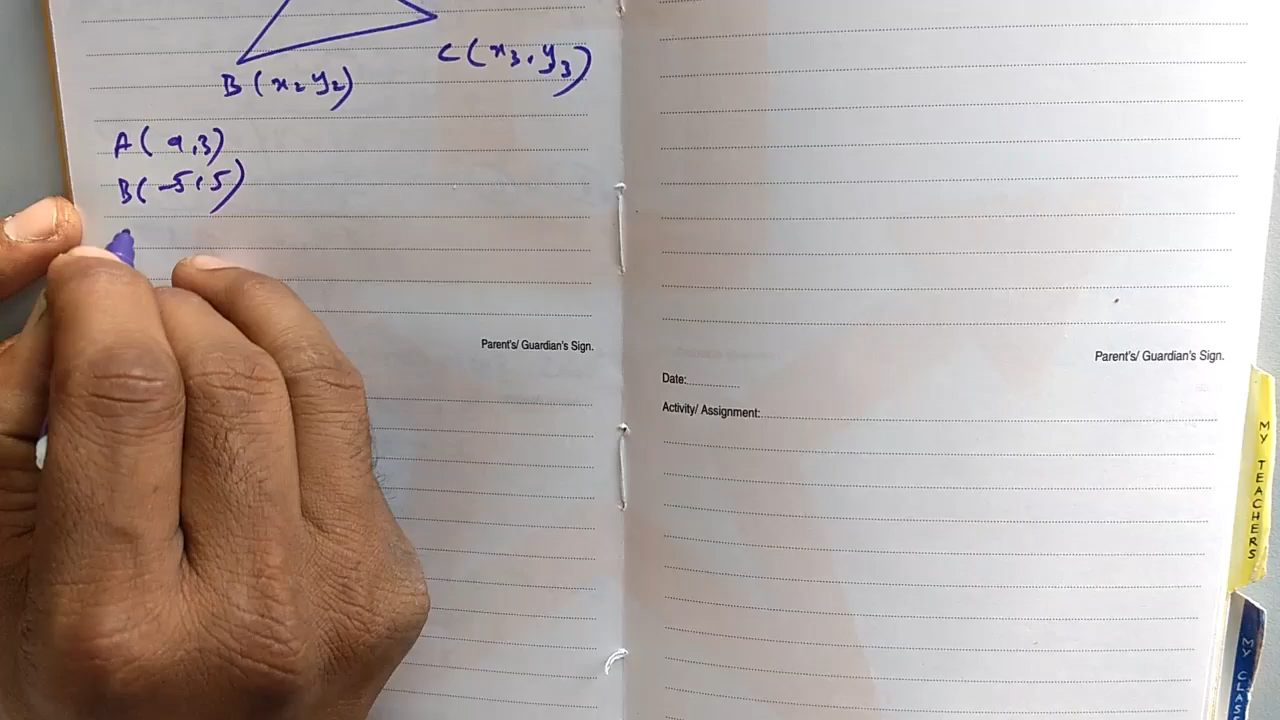 B (x₂ y₂)
C (x₃, y₃)
A ( 9,3)
B( -5,5)
Parent's/ Guardian's Sign.
Parent's/ Guardian's Sign.
Date:
Activity/ Assignment:
MY TEACHERS
MY CLASS